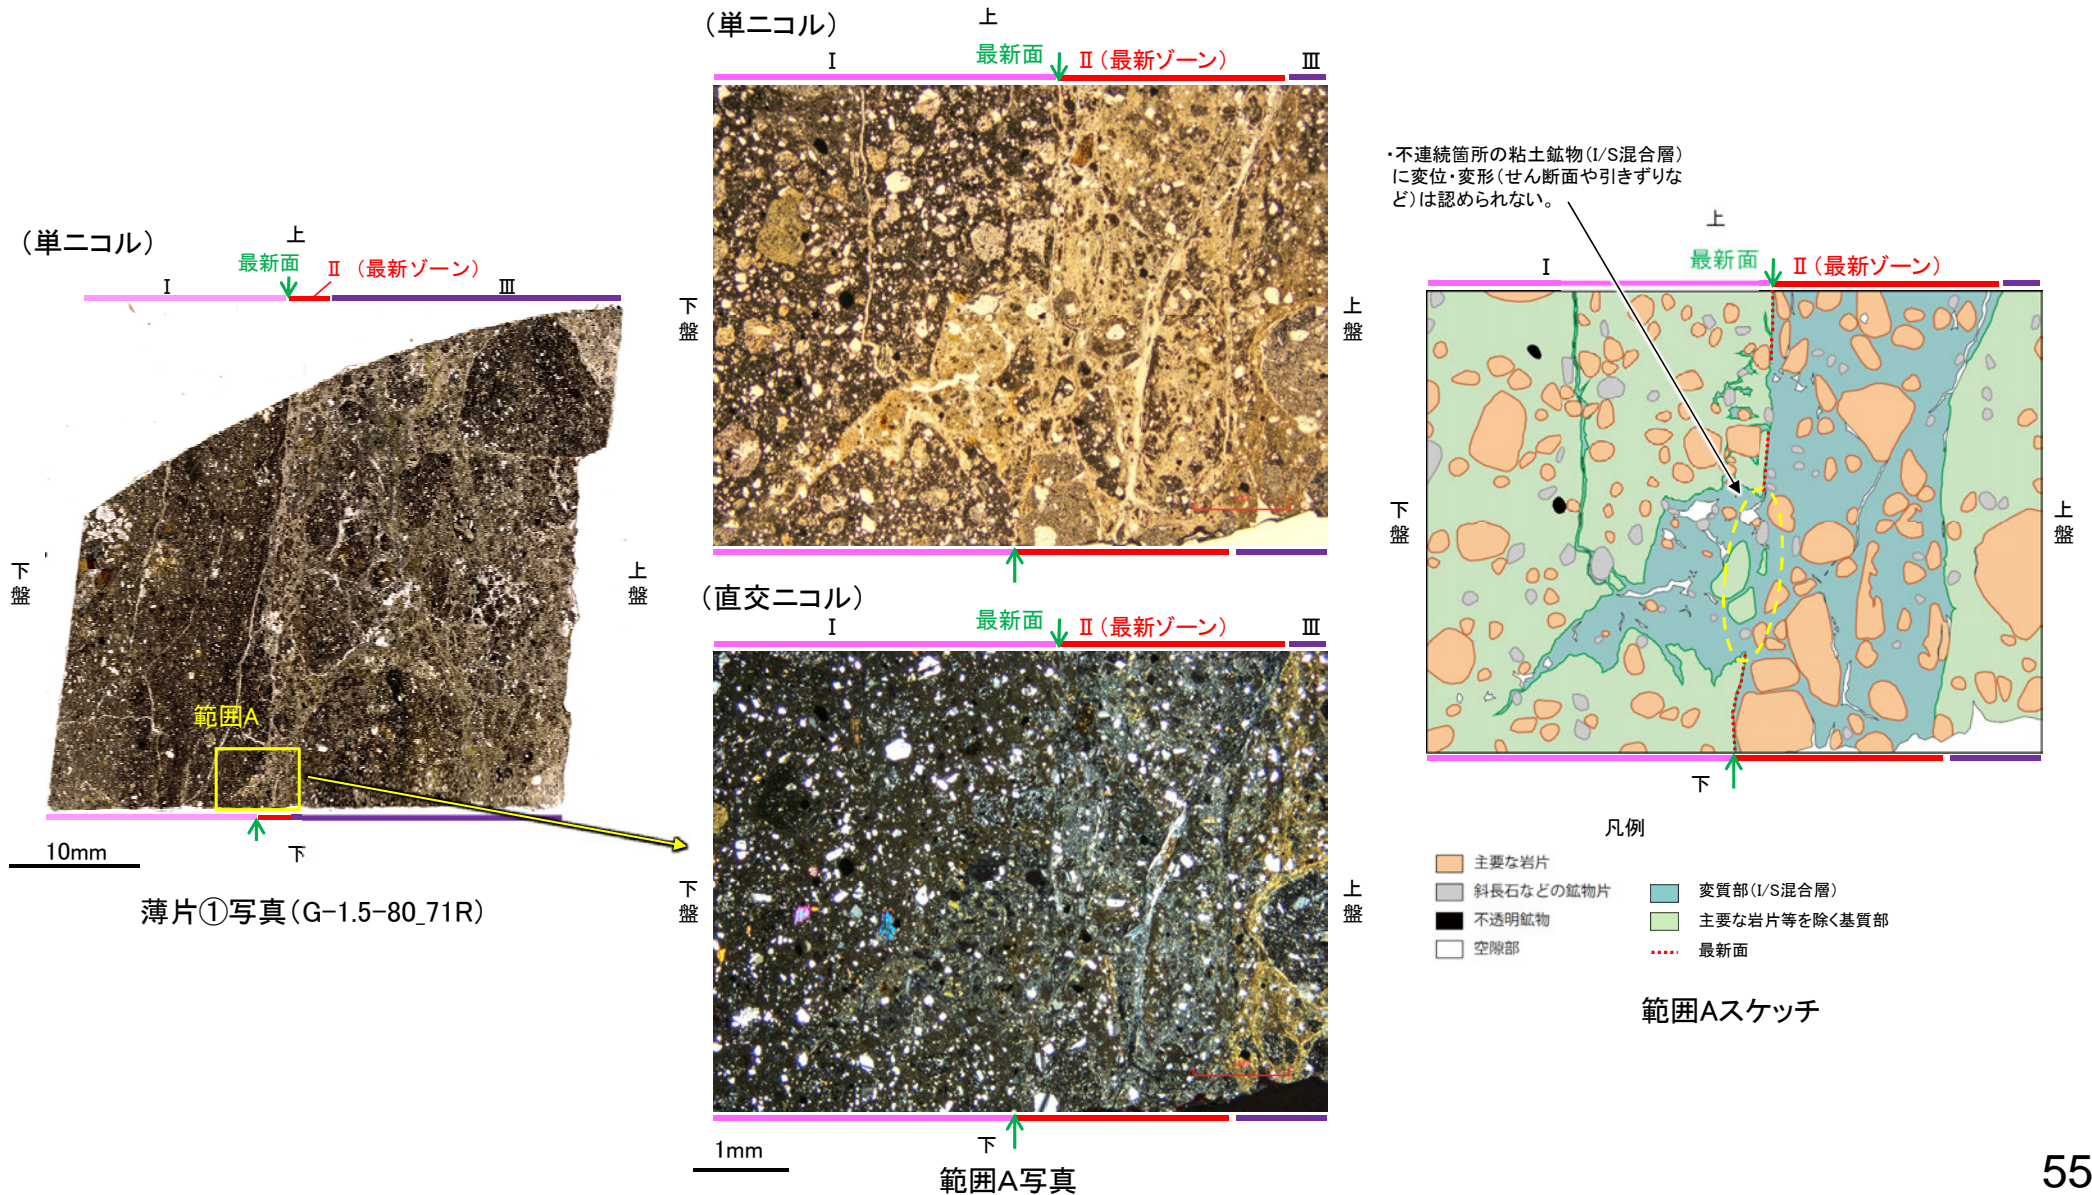 （単ニコル）
上
最新面
Ⅰ
Ⅱ （最新ゾーン）
Ⅲ
下盤
上盤
範囲A
10mm
下
薄片①写真（G-1.5-80_71R）
（単ニコル）
上
最新面
Ⅰ
Ⅱ（最新ゾーン）
Ⅲ
下盤
上盤
（直交ニコル）
最新面
Ⅰ
Ⅱ（最新ゾーン）
Ⅲ
下盤
上盤
1mm
下
範囲A写真
・不連続箇所の粘土鉱物（I/S混合層）
に変位・変形（せん断面や引きずりな
ど）は認められない。
上
最新面
Ⅰ
Ⅱ（最新ゾーン）
下盤
上盤
下
凡例
主要な岩片
斜長石などの鉱物片
不透明鉱物
空隙部
変質部（I/S混合層）
主要な岩片等を除く基質部
最新面
範囲Aスケッチ
55